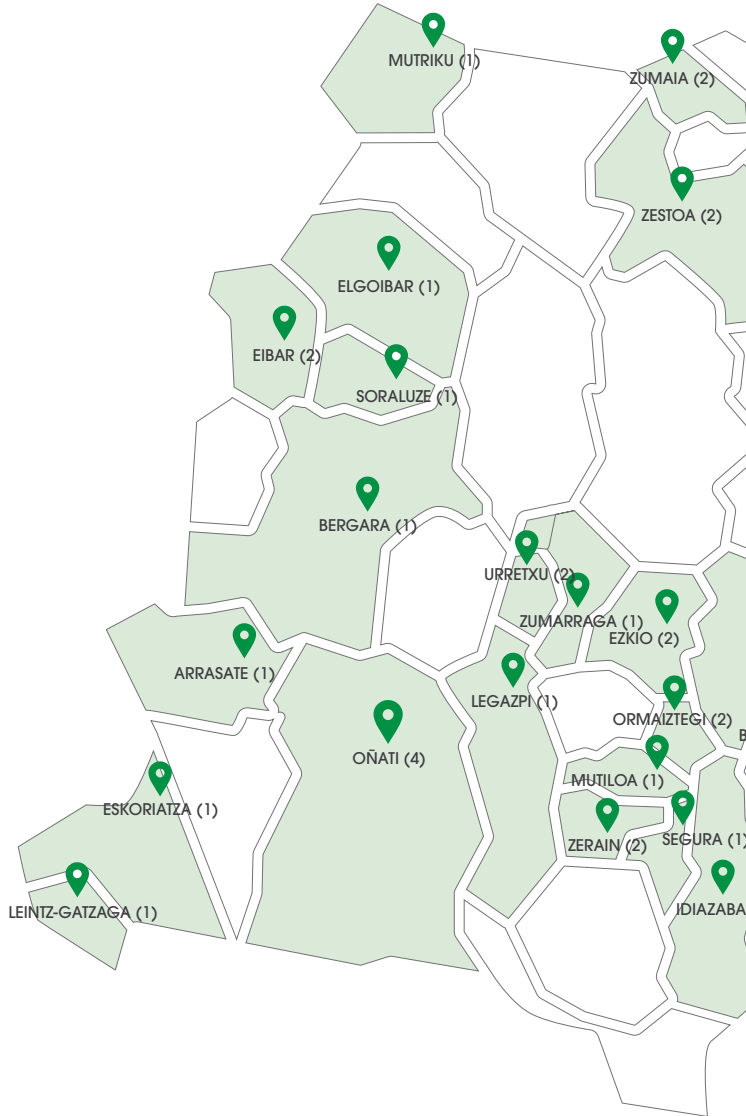 MUTRIKU (1)
ZUMAIA (2)
ZESTOA (2)
ELGOIBAR (1)
EIBAR (2)
SORALUZE (1)
BERGARA (1)
URRETXU (2)
ZUMARRAGA (1)
EZKIO (2)
ARRASATE (1)
LEGAZPI (1)
ORMAIZTEGI (2)
B
OÑATI (4)
MUTILOA (1)
ESKORIATZA (1)
ZERAIN (2)
SEGURA (1)
LEINTZ-GATZAGA (1)
IDIAZABA